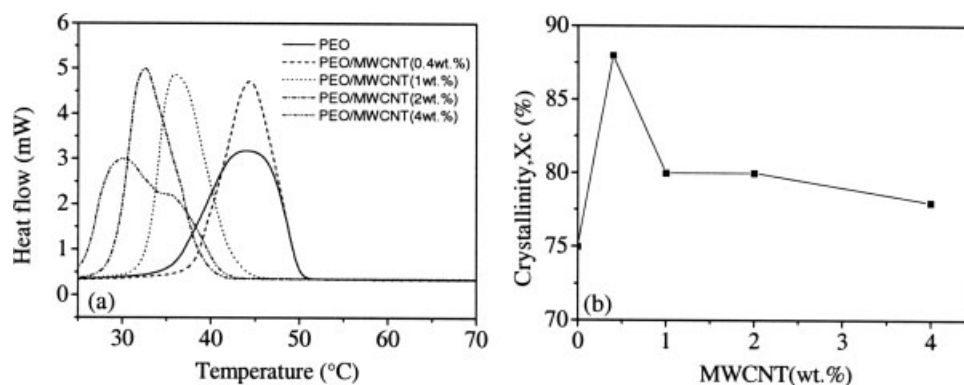 6
5
4
3
2
1
0
Heat flow (mW)
PEO
PEO/MWCNT(0.4wt.%)
PEO/MWCNT(1wt.%)
PEO/MWCNT(2wt.%)
PEO/MWCNT(4wt.%)
(a)
30 40 50 60 70
Temperature (°C)
95
90
85
80
75
70
Crystallinity,Xc (%)
(b)
0 1 2 3 4
MWCNT(wt.%)